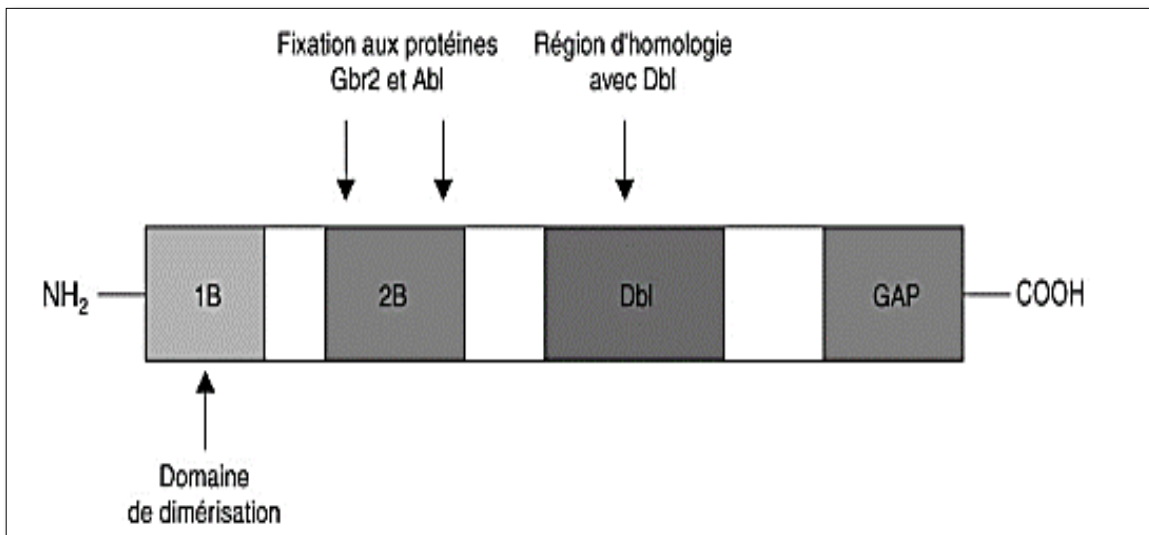 Fixation aux protéines
Gbr2 et Abl
Région d'homologie
avec Dbl
NH2
1B
2B
Dbl
GAP
COOH
Domaine
de dimérisation